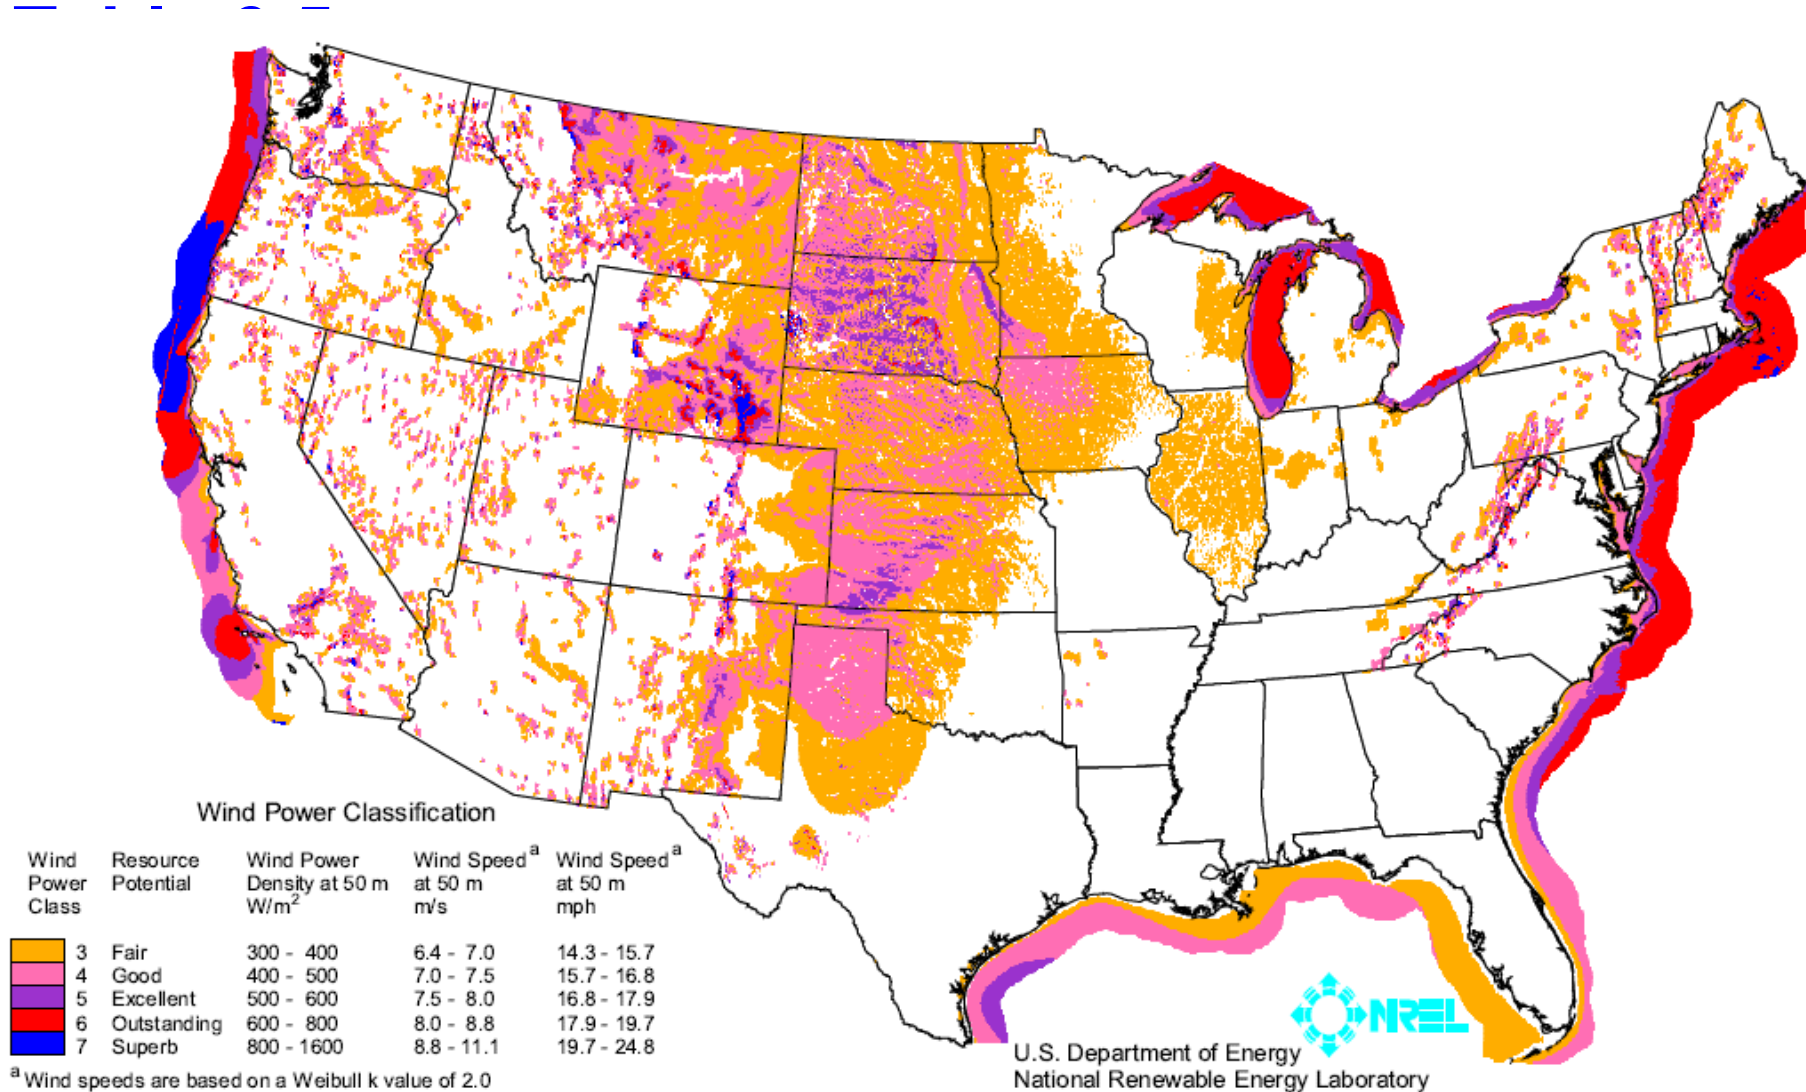 Wind Power Classification
Wind Power Class Resource Potential Wind Power Density at 50 m W/m2 Wind Speed a at 50 m m/s Wind Speed a at 50 m mph
3 Fair 300 - 400 6.4 - 7.0 14.3 - 15.7
4 Good 400 - 500 7.0 - 7.5 15.7 - 16.8
5 Excellent 500 - 600 7.5 - 8.0 16.8 - 17.9
6 Outstanding 600 - 800 8.0 - 8.8 17.9 - 19.7
7 Superb 800 - 1600 8.8 - 11.1 19.7 - 24.8
a Wind speeds are based on a Weibull k value of 2.0
NREL
U.S. Department of Energy
National Renewable Energy Laboratory